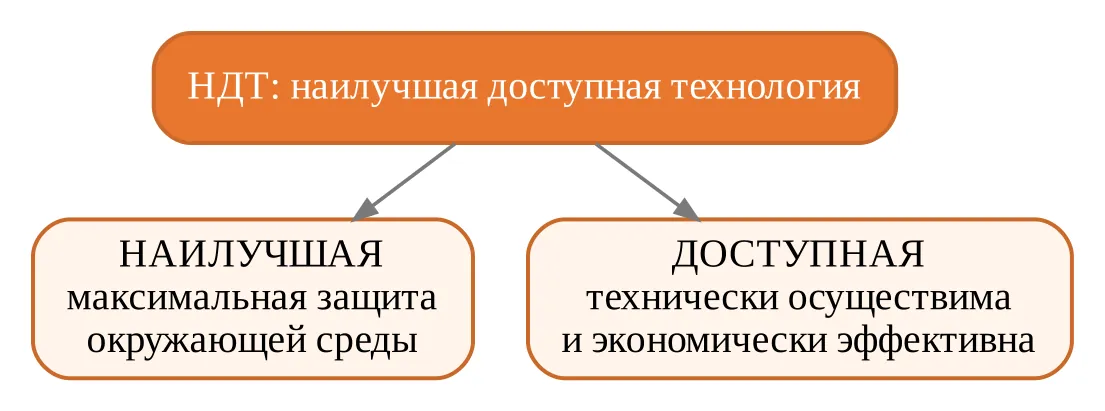 НДТ: наилучшая доступная технология
НАИЛУЧШАЯ
максимальная защита
окружающей среды
ДОСТУПНАЯ
технически осуществима
и экономически эффективна